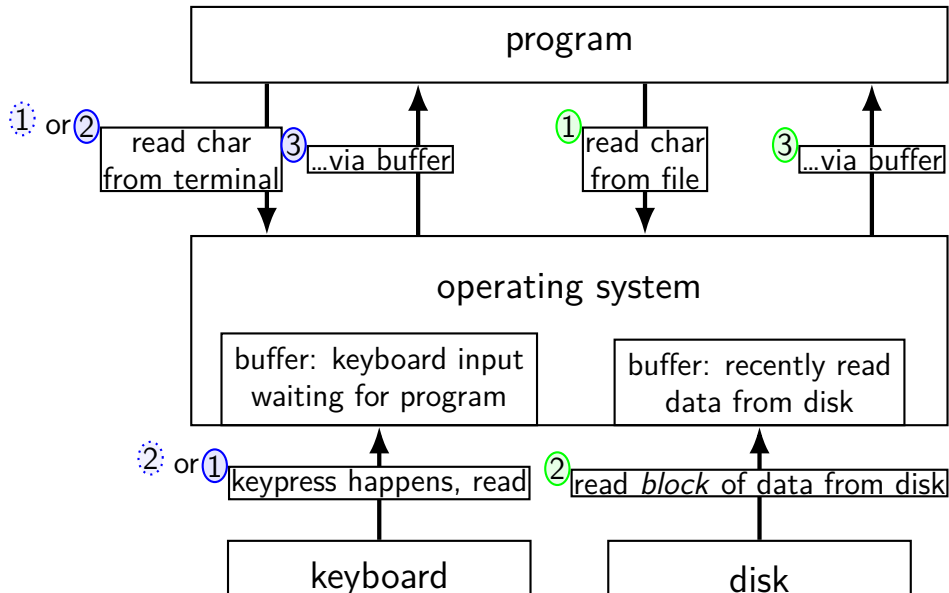 program
1 or 2
read char
from terminal
3
...via buffer
1
read char
from file
3
...via buffer
operating system
buffer: keyboard input
waiting for program
buffer: recently read
data from disk
2 or 1
keypress happens, read
2
read block of data from disk
keyboard
disk